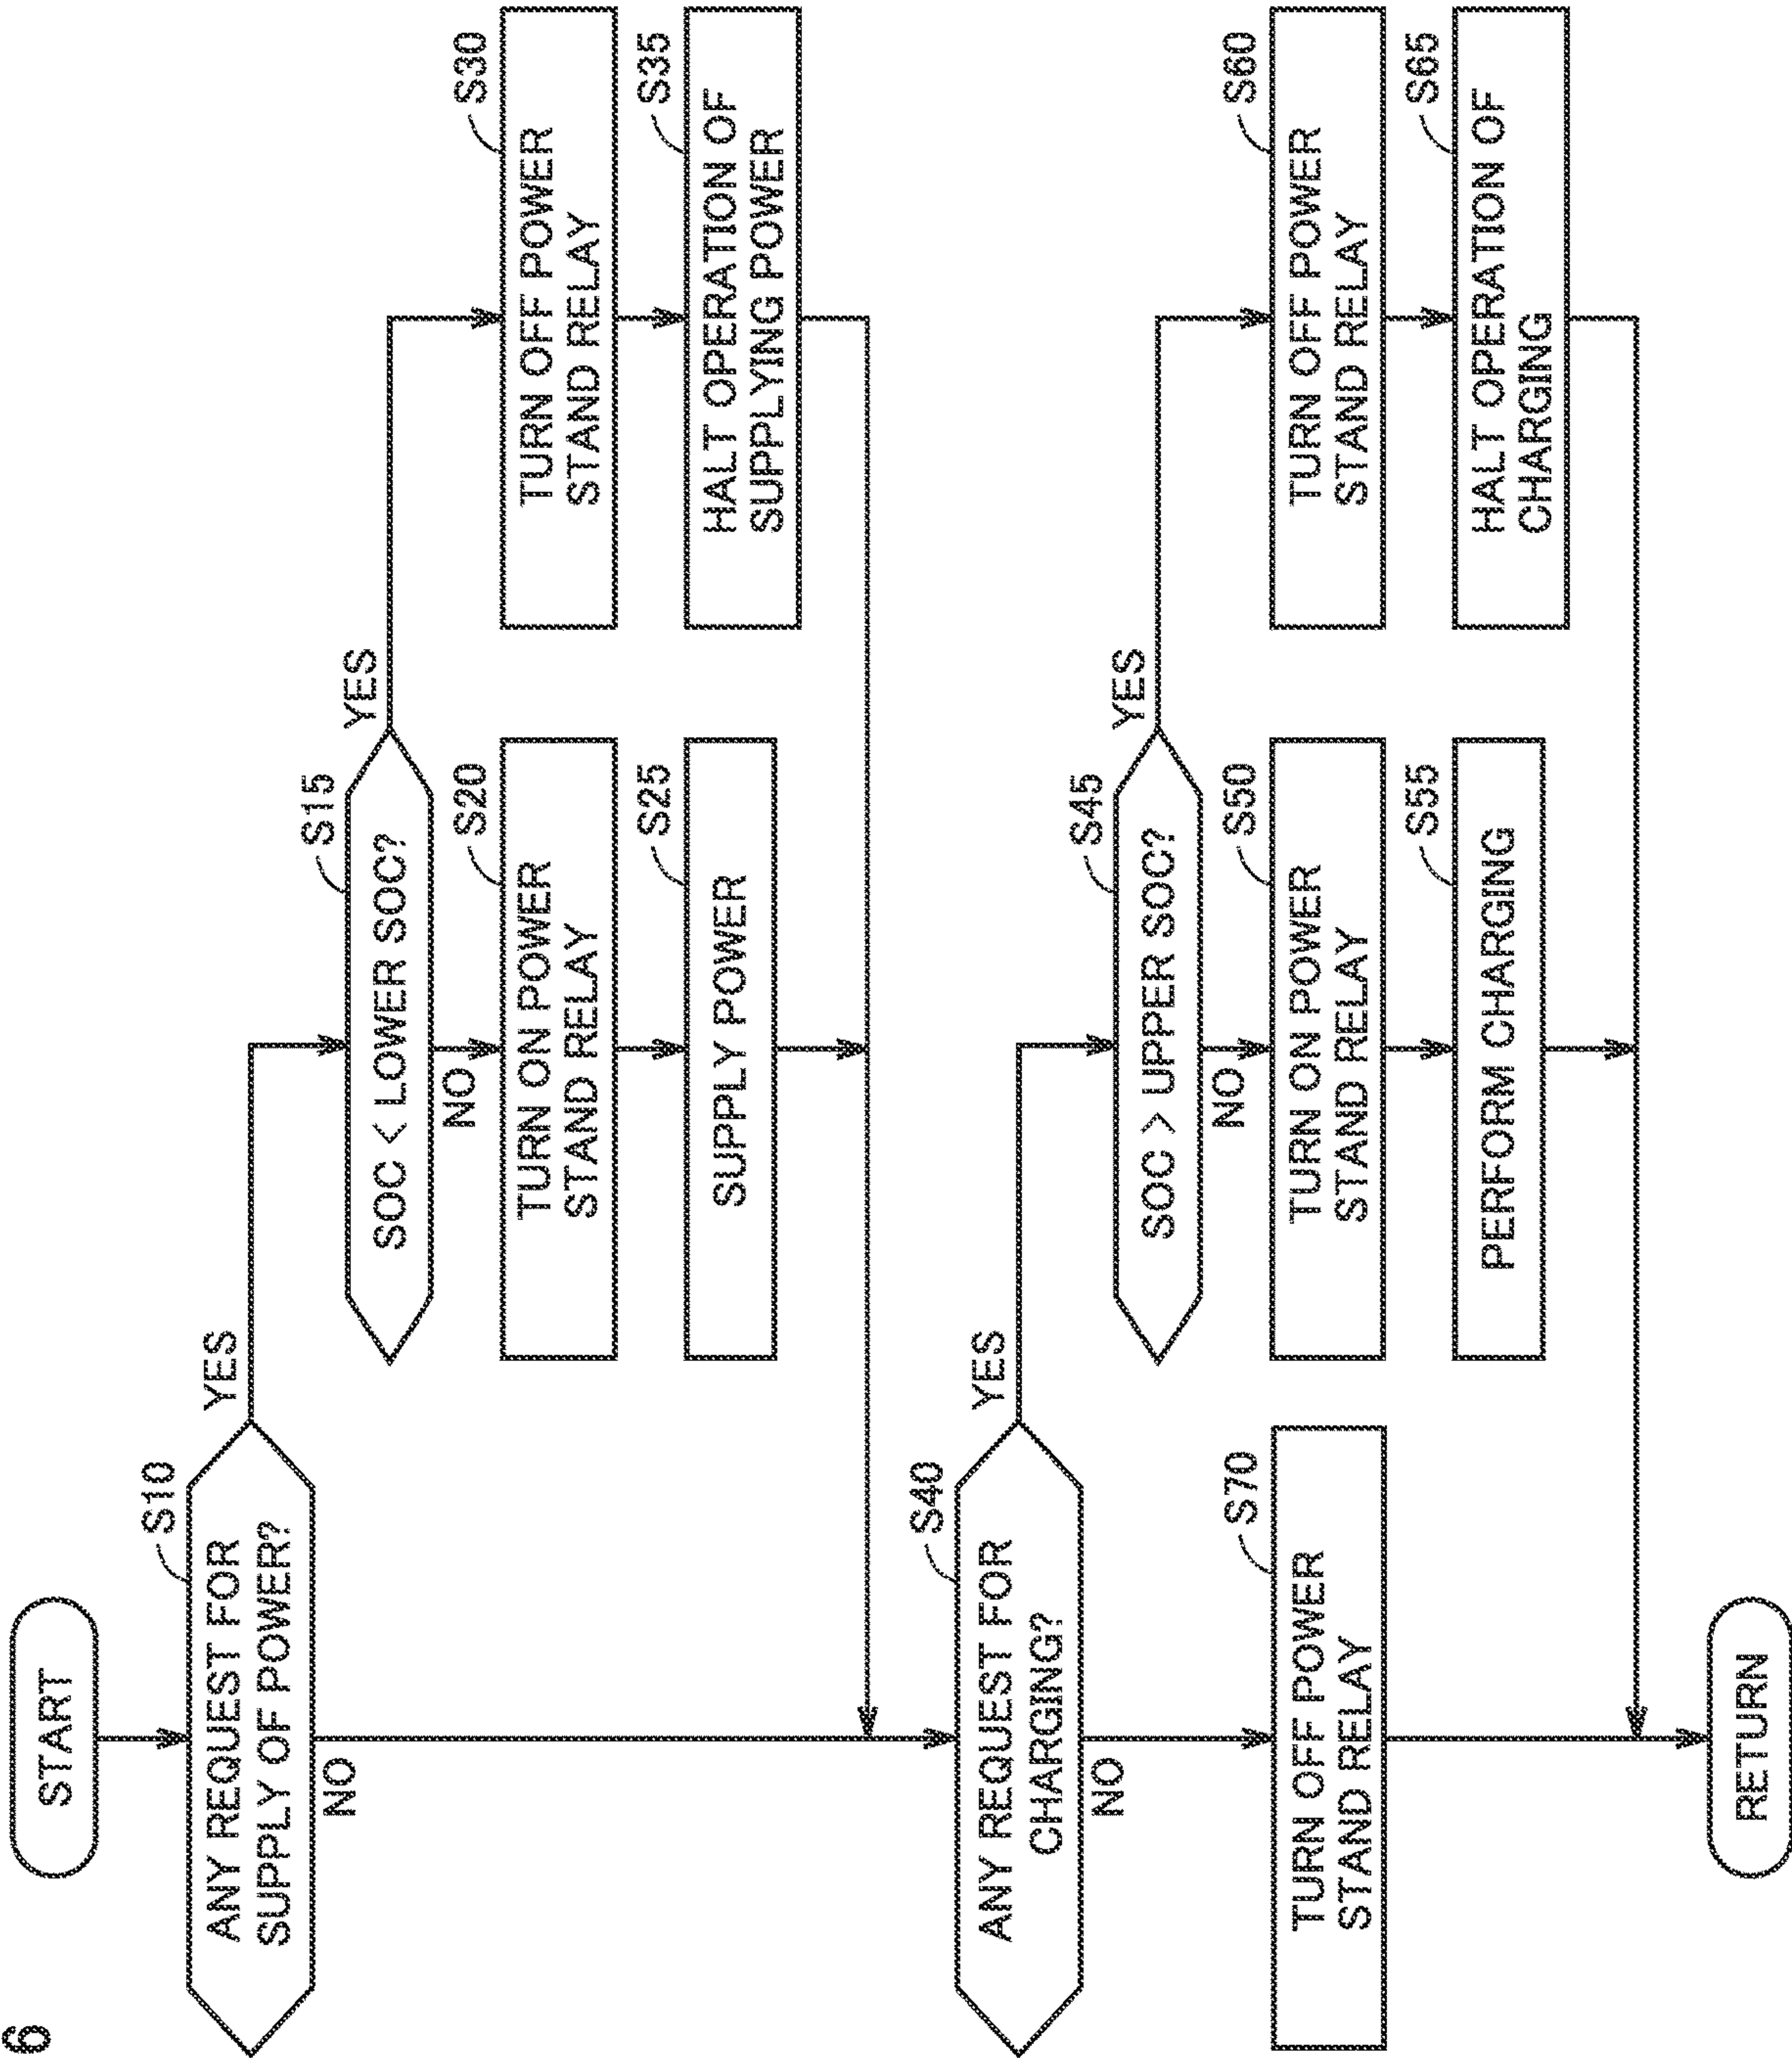 6
START
S10
ANY REQUEST FOR
SUPPLY OF POWER?
YES
NO
S15
SOC < LOWER SOC?
YES
NO
S20
TURN ON POWER
STAND RELAY
S25
SUPPLY POWER
S30
TURN OFF POWER
STAND RELAY
S35
HALT OPERATION OF
SUPPLYING POWER
S40
ANY REQUEST FOR
CHARGING?
YES
NO
S45
SOC > UPPER SOC?
YES
NO
S50
TURN ON POWER
STAND RELAY
S55
PERFORM CHARGING
S60
TURN OFF POWER
STAND RELAY
S65
HALT OPERATION OF
CHARGING
S70
TURN OFF POWER
STAND RELAY
RETURN